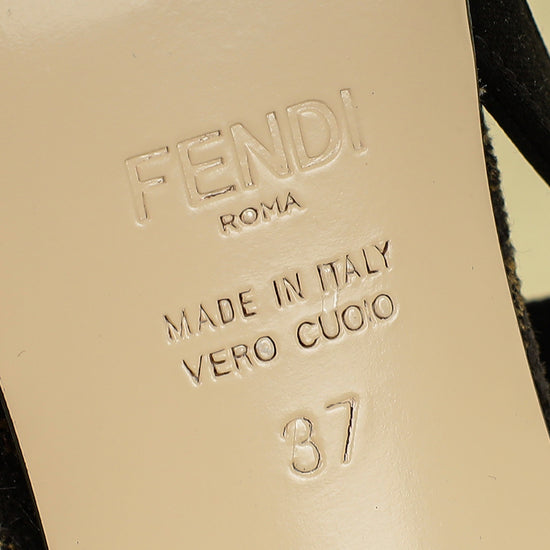 FENDI
ROMA
MADE IN ITALY
VERO CUOIO
37